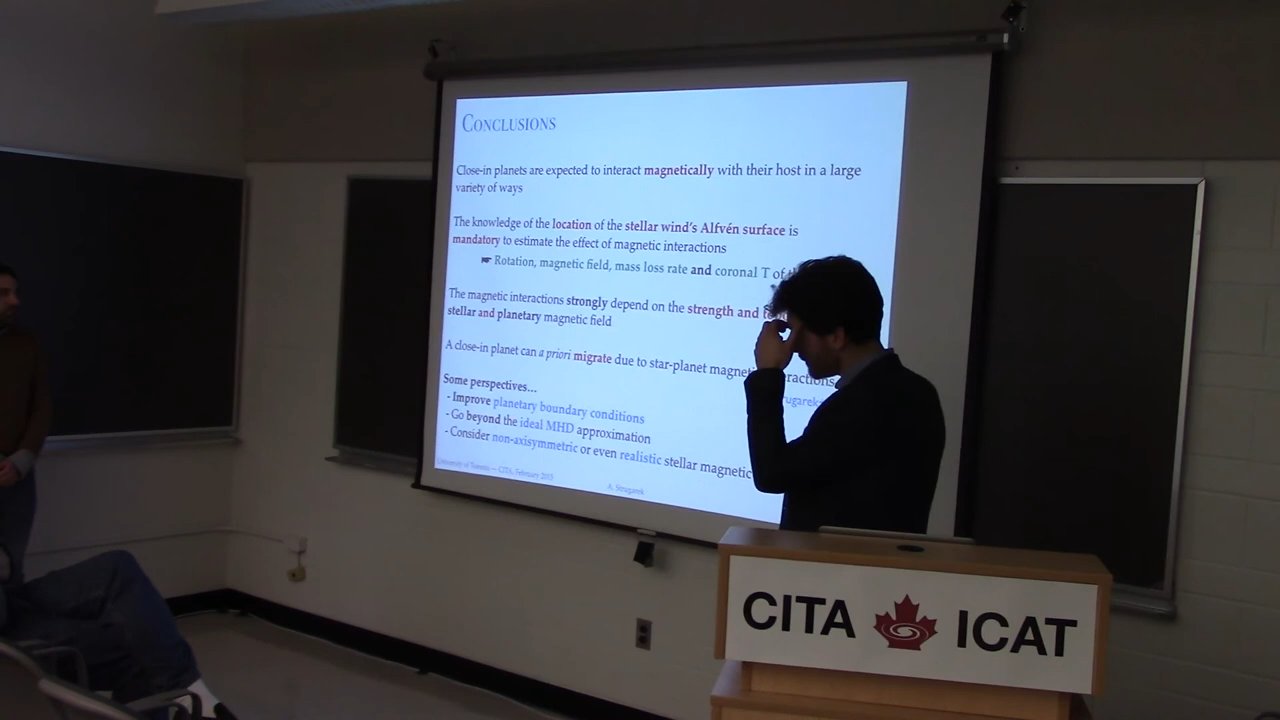 CONCLUSIONS
Close-in planets are expected to interact magnetically with their host in a large
variety of ways
The knowledge of the location of the stellar wind's Alfvén surface is
mandatory to estimate the effect of magnetic interactions
☛ Rotation, magnetic field, mass loss rate and coronal T of
The magnetic interactions strongly depend on the strength and
stellar and planetary magnetic field
A close-in planet can a priori migrate due to star-planet
Some perspectives...
- Improve planetary boundary conditions
- Go beyond the ideal MHD approximation
- Consider non-axisymmetric or even realistic stellar magnetic
University of Toronto — CITA, February 2015
A. Strugarek
CITA ICAT